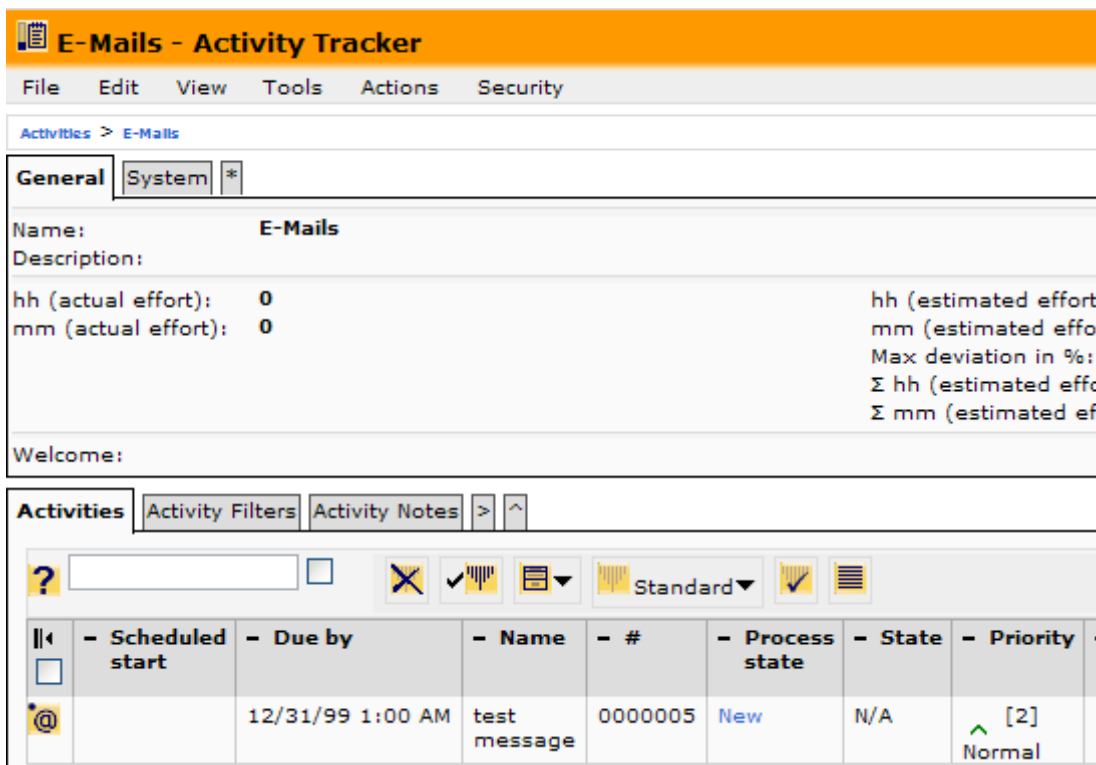 E-Mails - Activity Tracker
File Edit View Tools Actions Security
Activities > E-Mails
General System *
Name: E-Mails
Description:
hh (actual effort): 0 hh (estimated effort
mm (actual effort): 0 mm (estimated effo
Max deviation in %:
Σ hh (estimated effo
Σ mm (estimated ef
Welcome:
Activities Activity Filters Activity Notes > ^
? Standard
– Scheduled start – Due by – Name – # – Process state – State – Priority
@ 12/31/99 1:00 AM test message 0000005 New N/A [2] Normal